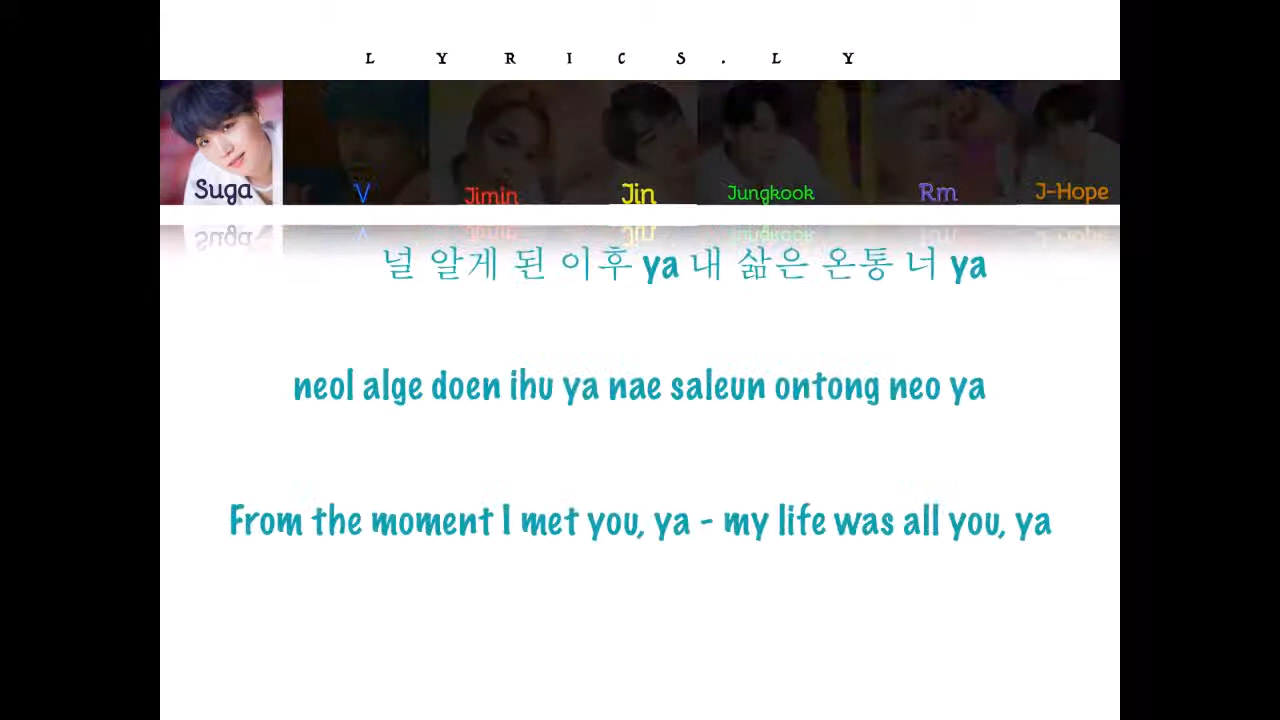 L Y R I C S . L Y
Suga V Jimin Jin Jungkook Rm J-Hope
널 알게 된 이후 ya 내 삶은 온통 너 ya
neol alge doen ihu ya nae saleun ontong neo ya
From the moment I met you, ya - my life was all you, ya